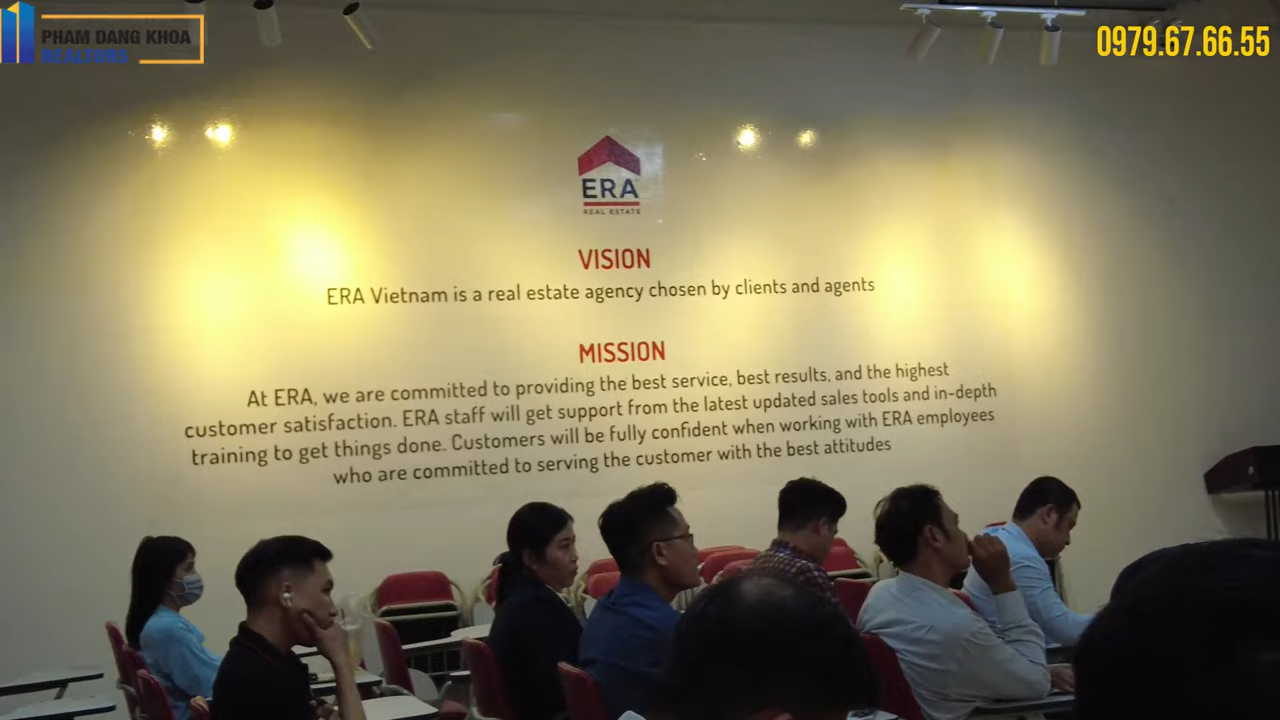 PHAM DANG KHOA
REALTORS
0979.67.66.55
ERA
REAL ESTATE
VISION
ERA Vietnam is a real estate agency chosen by clients and agents
MISSION
At ERA, we are committed to providing the best service, best results, and the highest
customer satisfaction. ERA staff will get support from the latest updated sales tools and in-depth
training to get things done. Customers will be fully confident when working with ERA employees
who are committed to serving the customer with the best attitudes